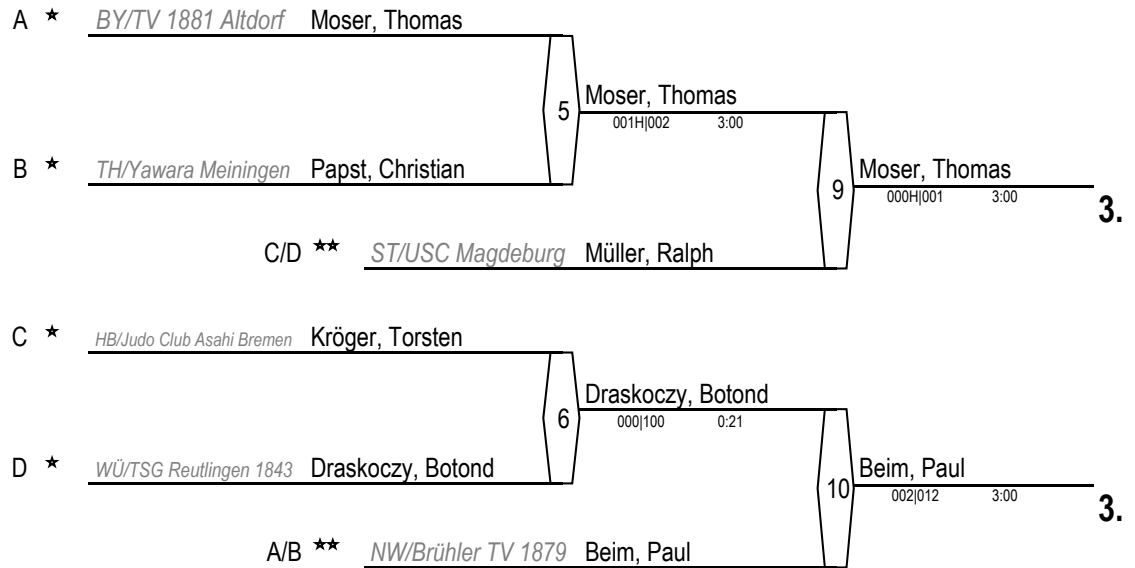 A ★ BY/TV 1881 Altdorf Moser, Thomas
5 Moser, Thomas
001H|002 3:00
B ★ TH/Yawara Meiningen Papst, Christian
9 Moser, Thomas
000H|001 3:00
3.
C/D ★★ ST/USC Magdeburg Müller, Ralph
C ★ HB/Judo Club Asahi Bremen Kröger, Torsten
6 Draskoczy, Botond
000|100 0:21
D ★ WÜ/TSG Reutlingen 1843 Draskoczy, Botond
10 Beim, Paul
002|012 3:00
3.
A/B ★★ NW/Brühler TV 1879 Beim, Paul